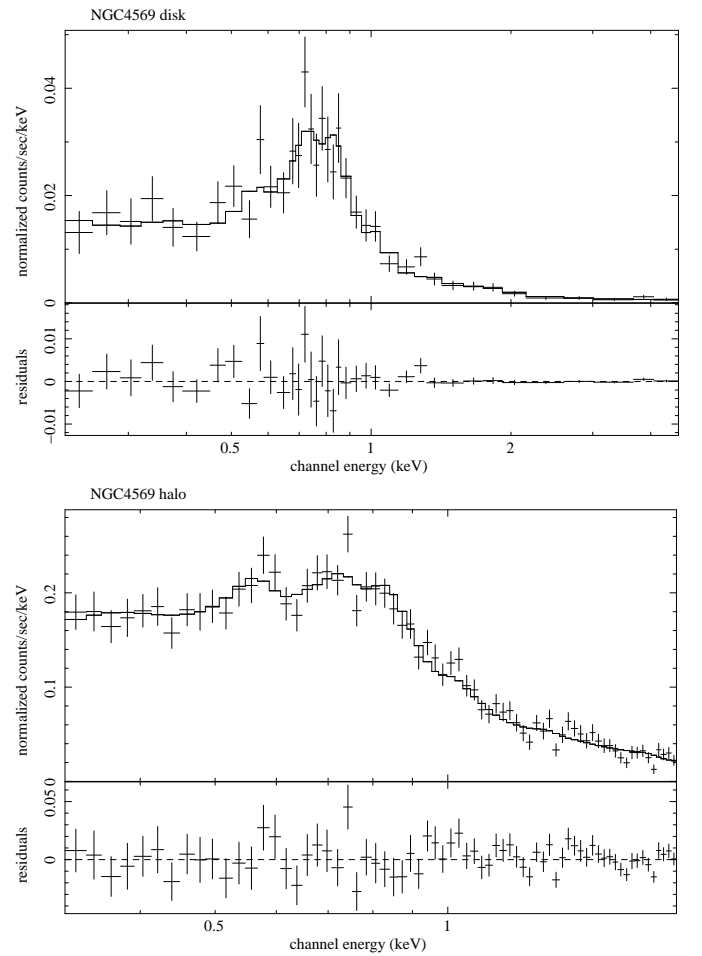 NGC4569 disk
normalized counts/sec/keV
0.04
0.02
0
residuals
0.01
0
−0.01
0.5
1
2
channel energy (keV)
NGC4569 halo
normalized counts/sec/keV
0.2
0.1
0
residuals
0.05
0
0.5
1
channel energy (keV)